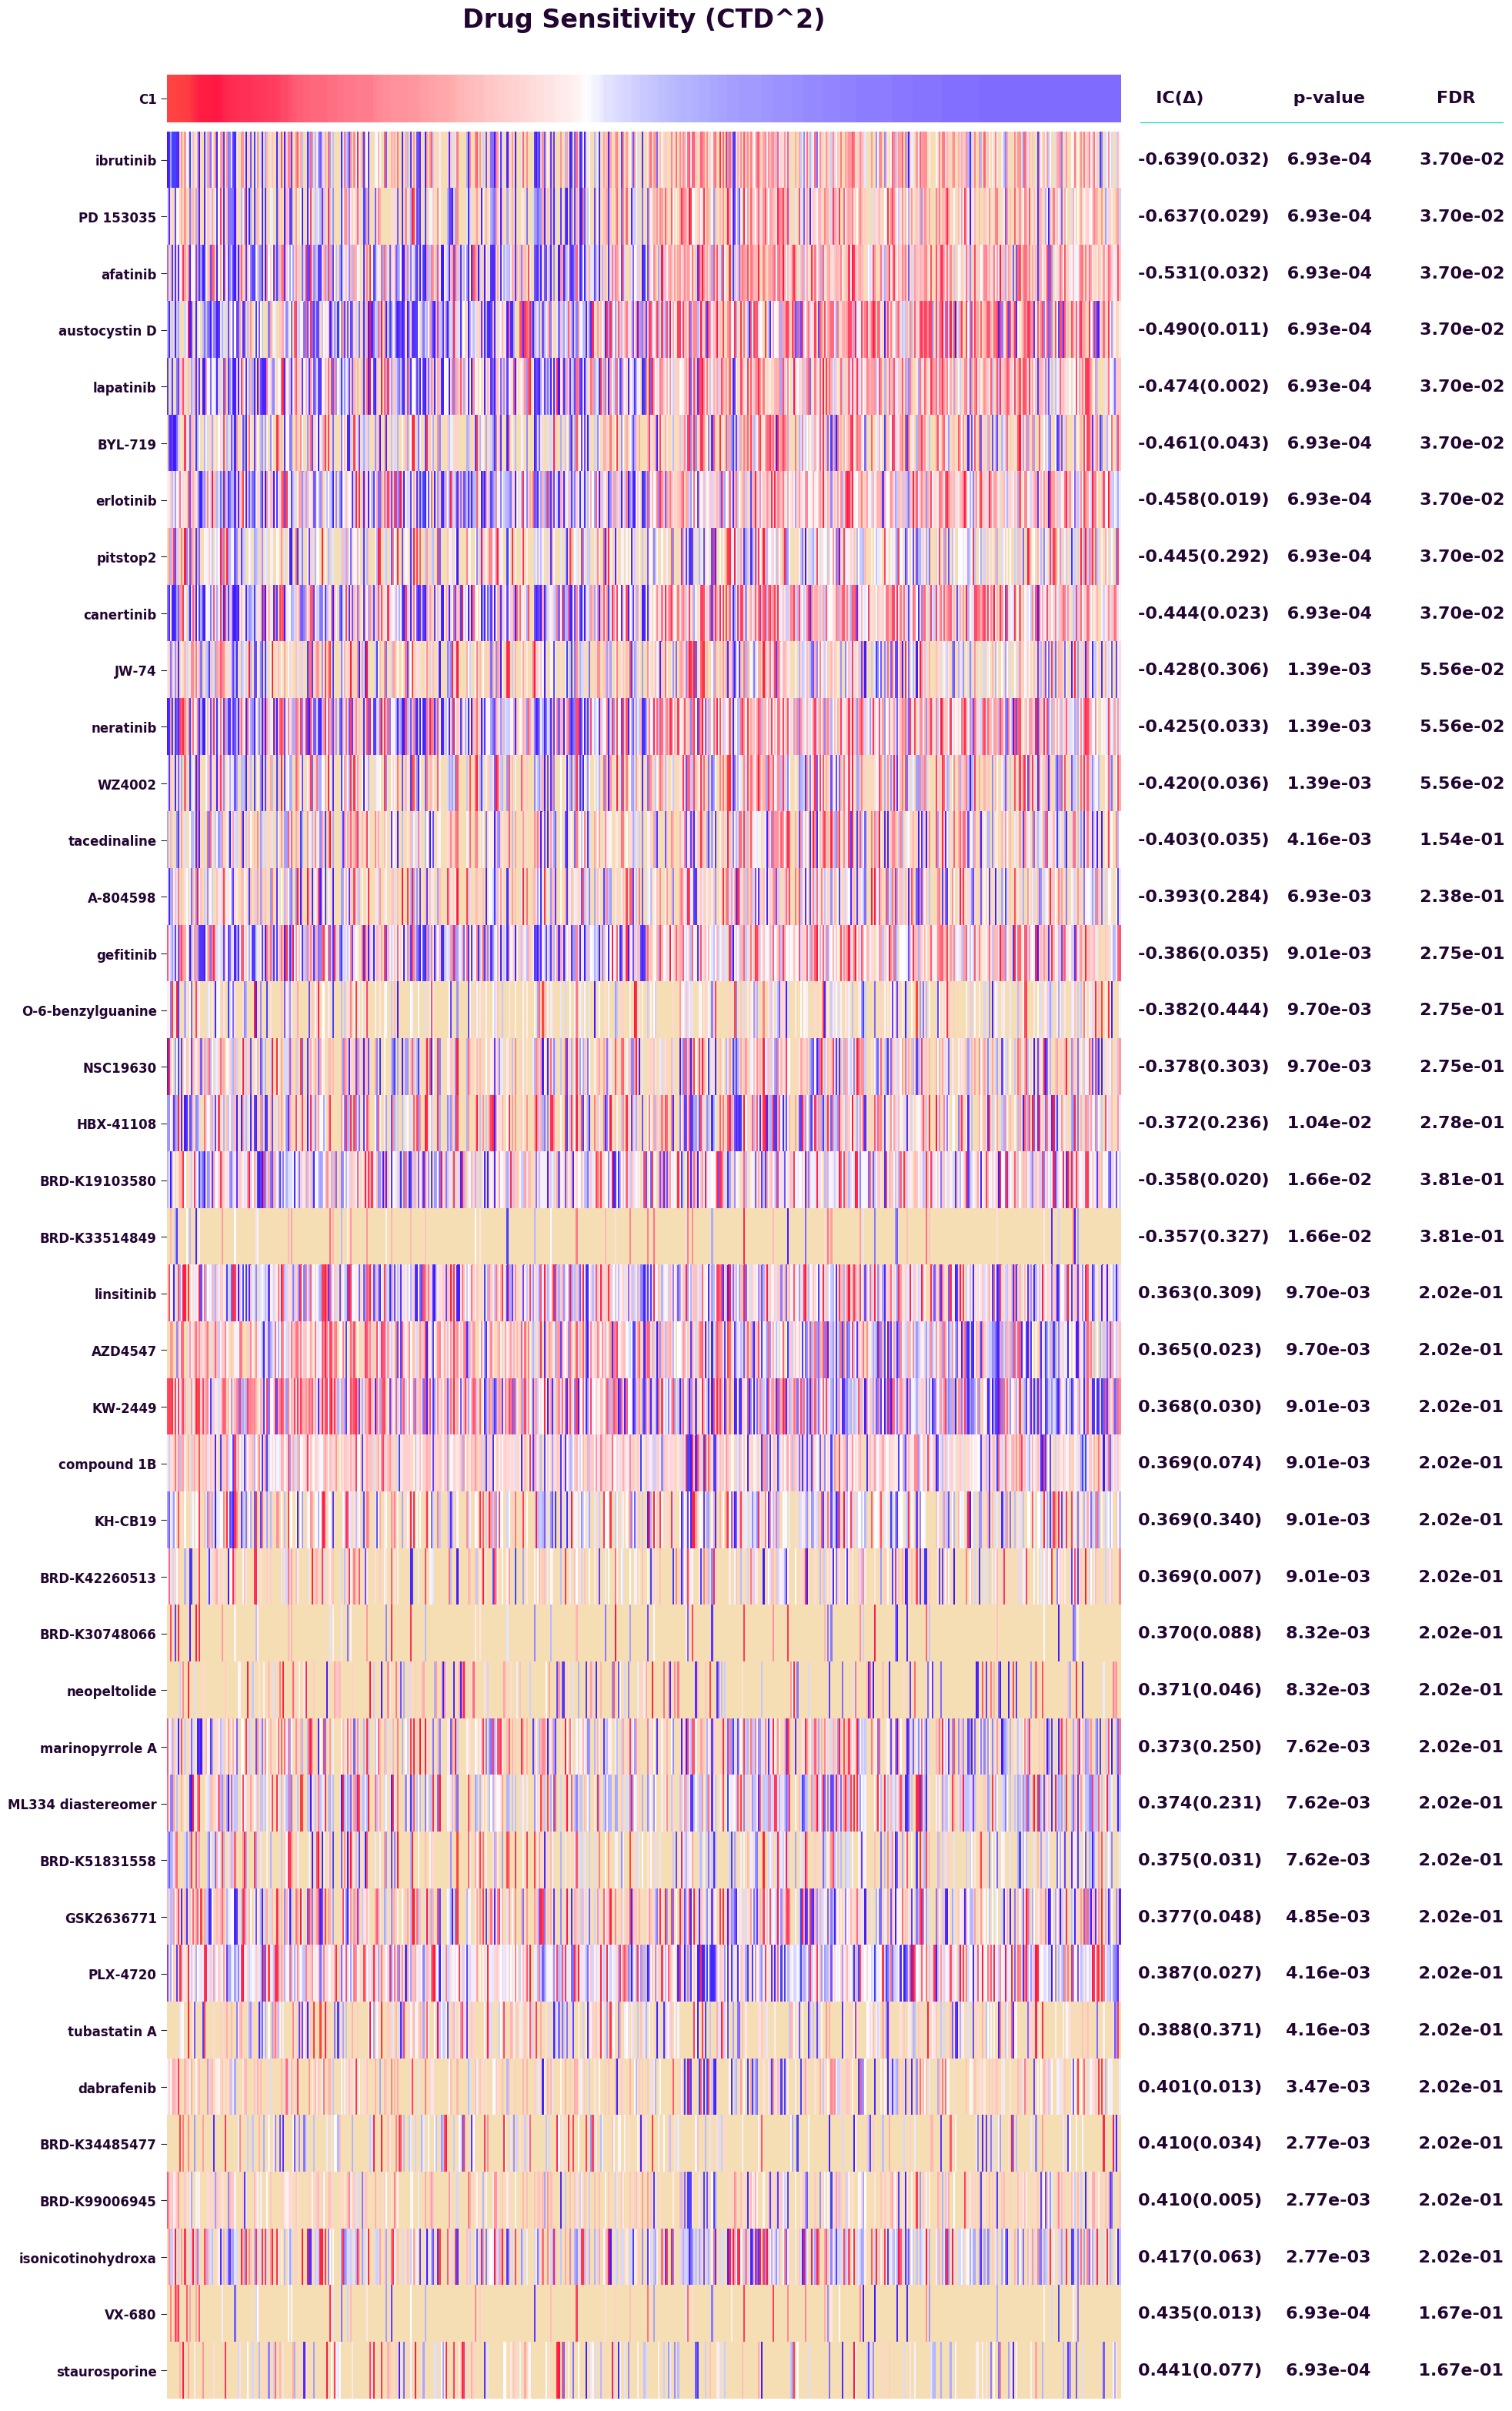 Drug Sensitivity (CTD^2)
C1 IC(Δ) p-value FDR
ibrutinib -0.639(0.032) 6.93e-04 3.70e-02
PD 153035 -0.637(0.029) 6.93e-04 3.70e-02
afatinib -0.531(0.032) 6.93e-04 3.70e-02
austocystin D -0.490(0.011) 6.93e-04 3.70e-02
lapatinib -0.474(0.002) 6.93e-04 3.70e-02
BYL-719 -0.461(0.043) 6.93e-04 3.70e-02
erlotinib -0.458(0.019) 6.93e-04 3.70e-02
pitstop2 -0.445(0.292) 6.93e-04 3.70e-02
canertinib -0.444(0.023) 6.93e-04 3.70e-02
JW-74 -0.428(0.306) 1.39e-03 5.56e-02
neratinib -0.425(0.033) 1.39e-03 5.56e-02
WZ4002 -0.420(0.036) 1.39e-03 5.56e-02
tacedinaline -0.403(0.035) 4.16e-03 1.54e-01
A-804598 -0.393(0.284) 6.93e-03 2.38e-01
gefitinib -0.386(0.035) 9.01e-03 2.75e-01
O-6-benzylguanine -0.382(0.444) 9.70e-03 2.75e-01
NSC19630 -0.378(0.303) 9.70e-03 2.75e-01
HBX-41108 -0.372(0.236) 1.04e-02 2.78e-01
BRD-K19103580 -0.358(0.020) 1.66e-02 3.81e-01
BRD-K33514849 -0.357(0.327) 1.66e-02 3.81e-01
linsitinib 0.363(0.309) 9.70e-03 2.02e-01
AZD4547 0.365(0.023) 9.70e-03 2.02e-01
KW-2449 0.368(0.030) 9.01e-03 2.02e-01
compound 1B 0.369(0.074) 9.01e-03 2.02e-01
KH-CB19 0.369(0.340) 9.01e-03 2.02e-01
BRD-K42260513 0.369(0.007) 9.01e-03 2.02e-01
BRD-K30748066 0.370(0.088) 8.32e-03 2.02e-01
neopeltolide 0.371(0.046) 8.32e-03 2.02e-01
marinopyrrole A 0.373(0.250) 7.62e-03 2.02e-01
ML334 diastereomer 0.374(0.231) 7.62e-03 2.02e-01
BRD-K51831558 0.375(0.031) 7.62e-03 2.02e-01
GSK2636771 0.377(0.048) 4.85e-03 2.02e-01
PLX-4720 0.387(0.027) 4.16e-03 2.02e-01
tubastatin A 0.388(0.371) 4.16e-03 2.02e-01
dabrafenib 0.401(0.013) 3.47e-03 2.02e-01
BRD-K34485477 0.410(0.034) 2.77e-03 2.02e-01
BRD-K99006945 0.410(0.005) 2.77e-03 2.02e-01
isonicotinohydroxa 0.417(0.063) 2.77e-03 2.02e-01
VX-680 0.435(0.013) 6.93e-04 1.67e-01
staurosporine 0.441(0.077) 6.93e-04 1.67e-01